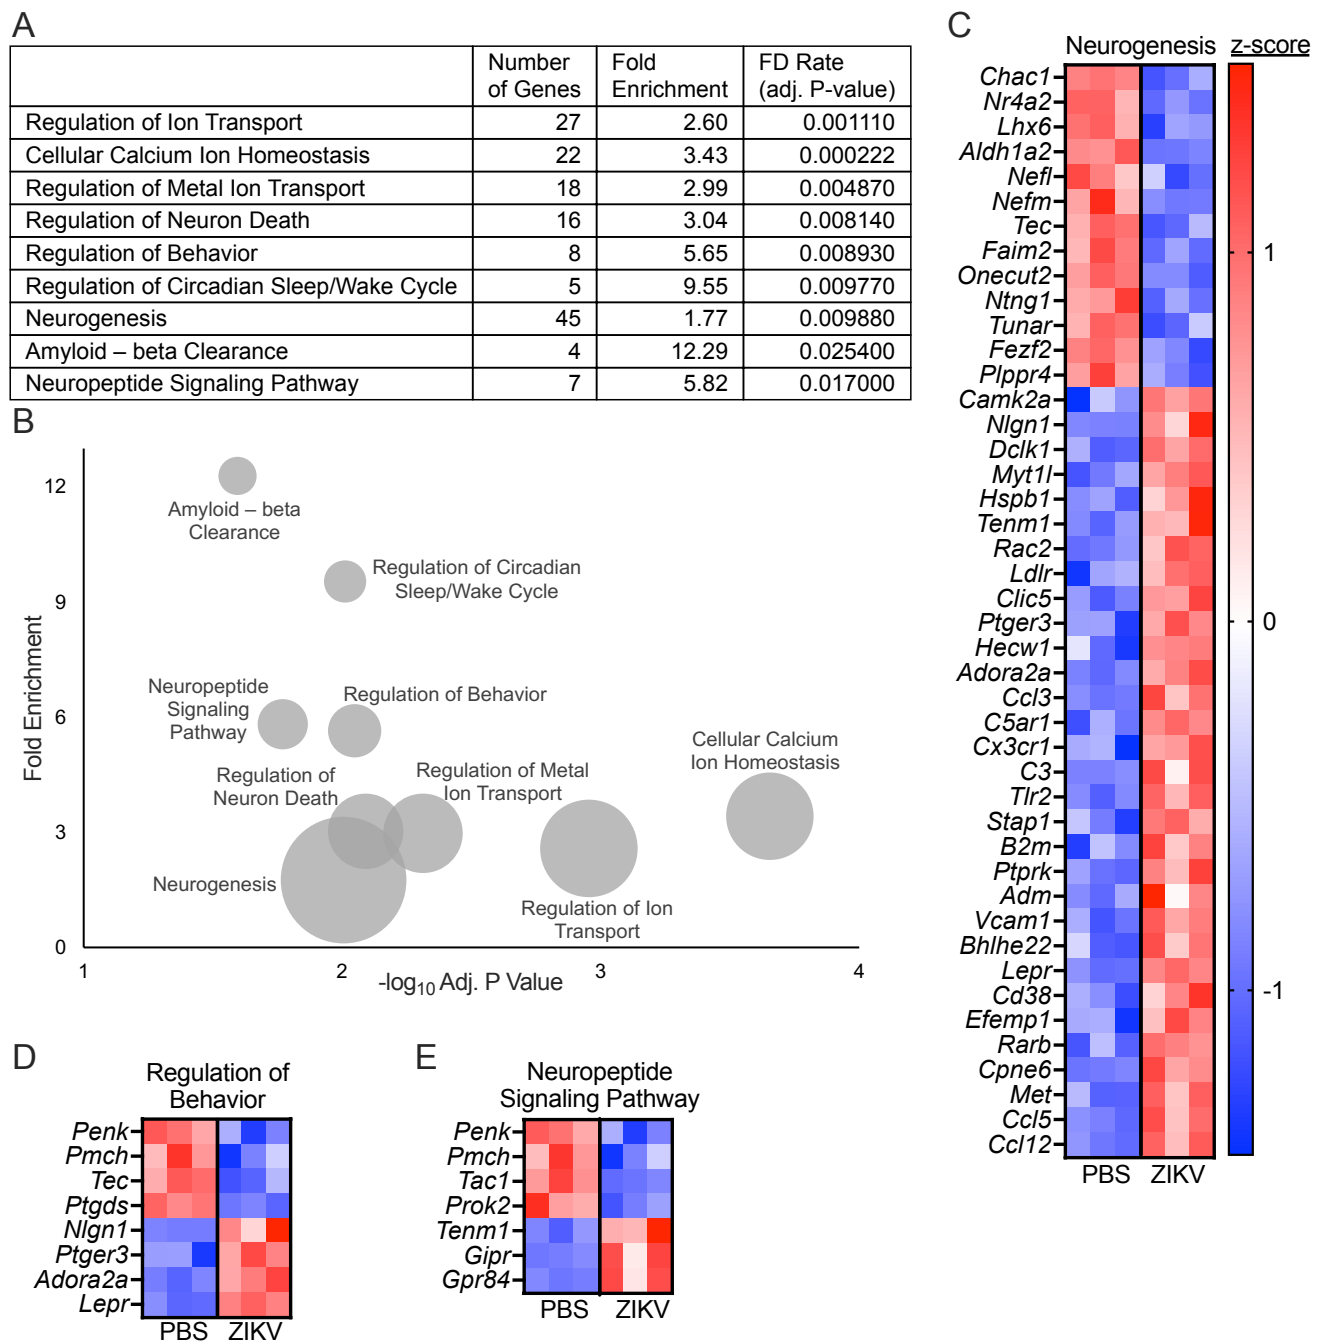 A
Number of Genes | Fold Enrichment | FD Rate (adj. P-value)
Regulation of Ion Transport 27 2.60 0.001110
Cellular Calcium Ion Homeostasis 22 3.43 0.000222
Regulation of Metal Ion Transport 18 2.99 0.004870
Regulation of Neuron Death 16 3.04 0.008140
Regulation of Behavior 8 5.65 0.008930
Regulation of Circadian Sleep/Wake Cycle 5 9.55 0.009770
Neurogenesis 45 1.77 0.009880
Amyloid – beta Clearance 4 12.29 0.025400
Neuropeptide Signaling Pathway 7 5.82 0.017000
B
Fold Enrichment
12
9
6
3
0
Amyloid – beta
Clearance
Regulation of Circadian
Sleep/Wake Cycle
Neuropeptide
Signaling
Pathway
Regulation of Behavior
Regulation of
Neuron Death
Regulation of Metal
Ion Transport
Cellular Calcium
Ion Homeostasis
Neurogenesis
Regulation of Ion
Transport
1 2 3 4
-log10 Adj. P Value
C
Neurogenesis
z-score
Chac1
Nr4a2
Lhx6
Aldh1a2
Nefl
Nefm
Tec
Faim2
Onecut2
Ntng1
Tunar
Fezf2
Plppr4
Camk2a
Nlgn1
Dclk1
Myt1l
Hspb1
Tenm1
Rac2
Ldlr
Clic5
Ptger3
Hecw1
Adora2a
Ccl3
C5ar1
Cx3cr1
C3
Tlr2
Stap1
B2m
Ptprk
Adm
Vcam1
Bhlhe22
Lepr
Cd38
Efemp1
Rarb
Cpne6
Met
Ccl5
Ccl12
PBS ZIKV
1
0
-1
D
Regulation of
Behavior
Penk
Pmch
Tec
Ptgds
Nlgn1
Ptger3
Adora2a
Lepr
PBS ZIKV
E
Neuropeptide
Signaling Pathway
Penk
Pmch
Tac1
Prok2
Tenm1
Gipr
Gpr84
PBS ZIKV